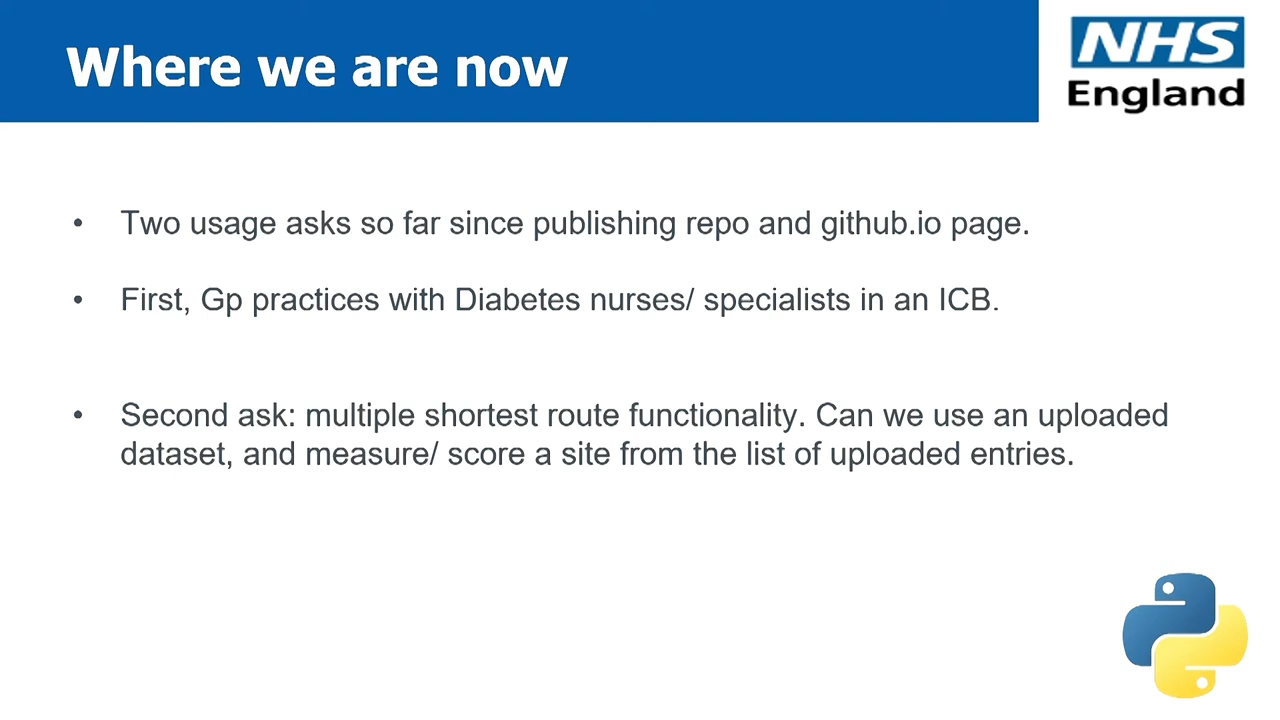 Where we are now
NHS
England
• Two usage asks so far since publishing repo and github.io page.
• First, Gp practices with Diabetes nurses/ specialists in an ICB.
• Second ask: multiple shortest route functionality. Can we use an uploaded
dataset, and measure/ score a site from the list of uploaded entries.